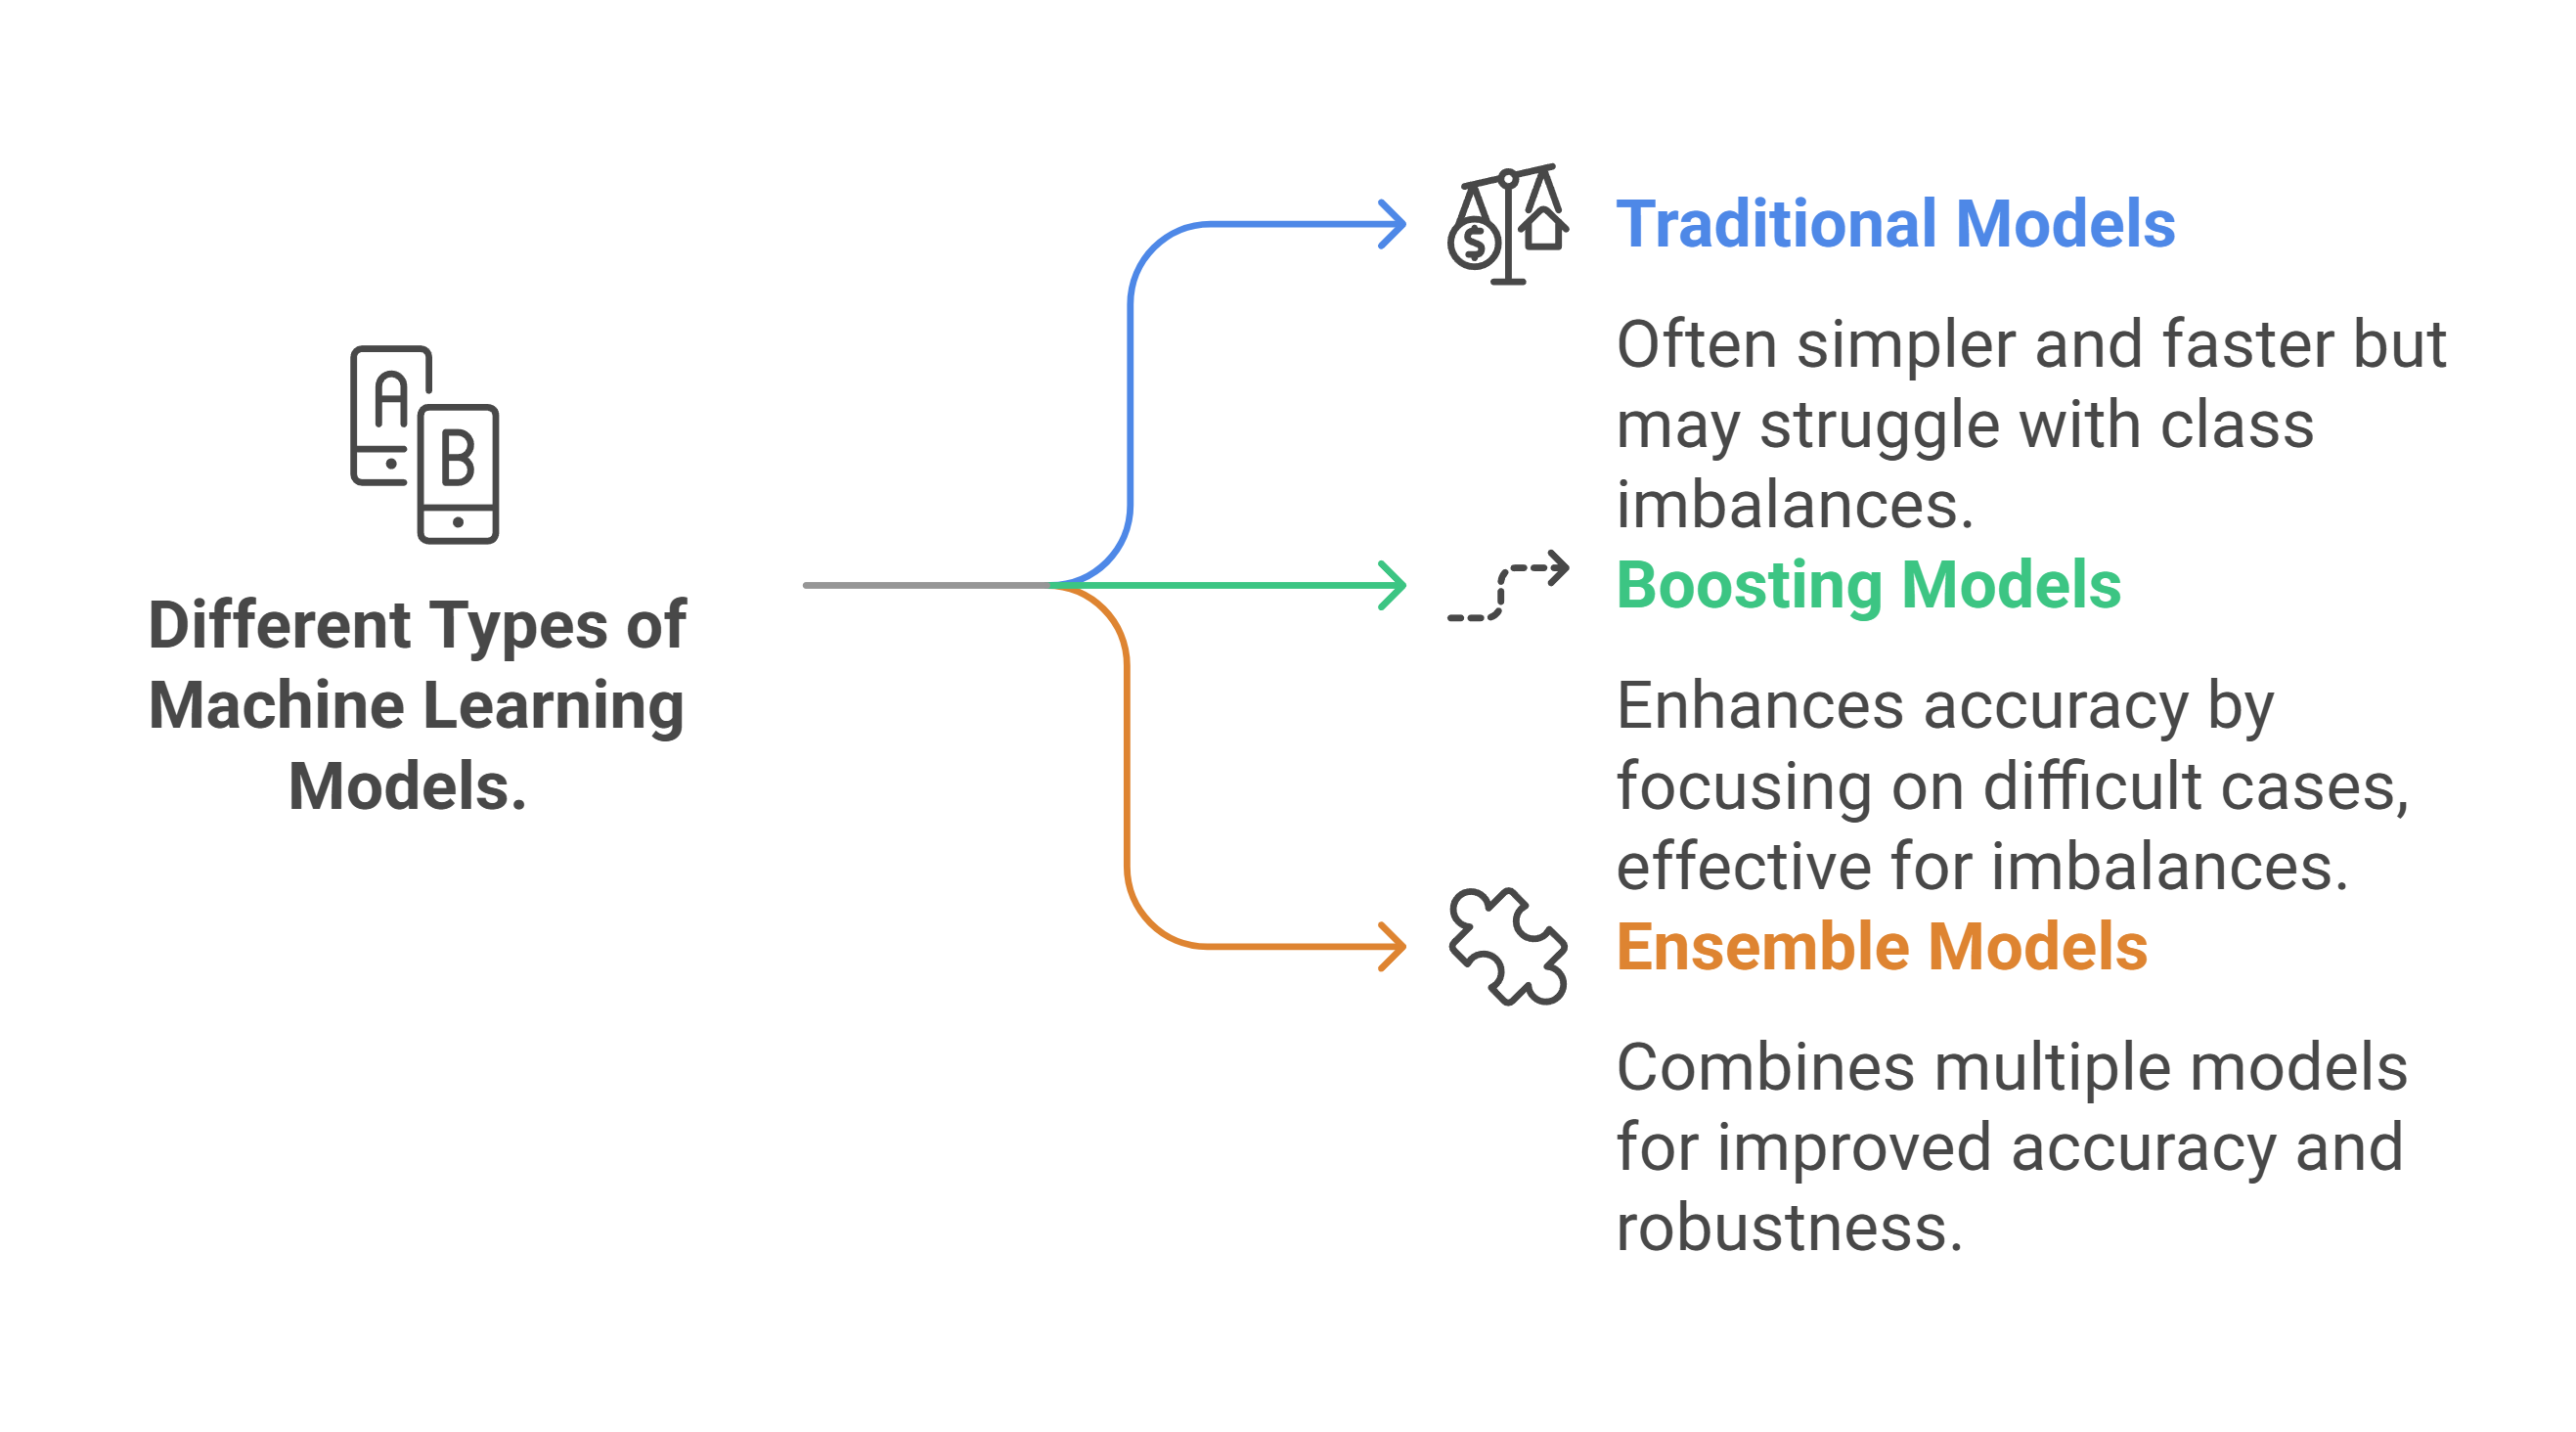 A
B
Different Types of
Machine Learning
Models.
$
Traditional Models
Often simpler and faster but
may struggle with class
imbalances.
Boosting Models
Enhances accuracy by
focusing on difficult cases,
effective for imbalances.
Ensemble Models
Combines multiple models
for improved accuracy and
robustness.